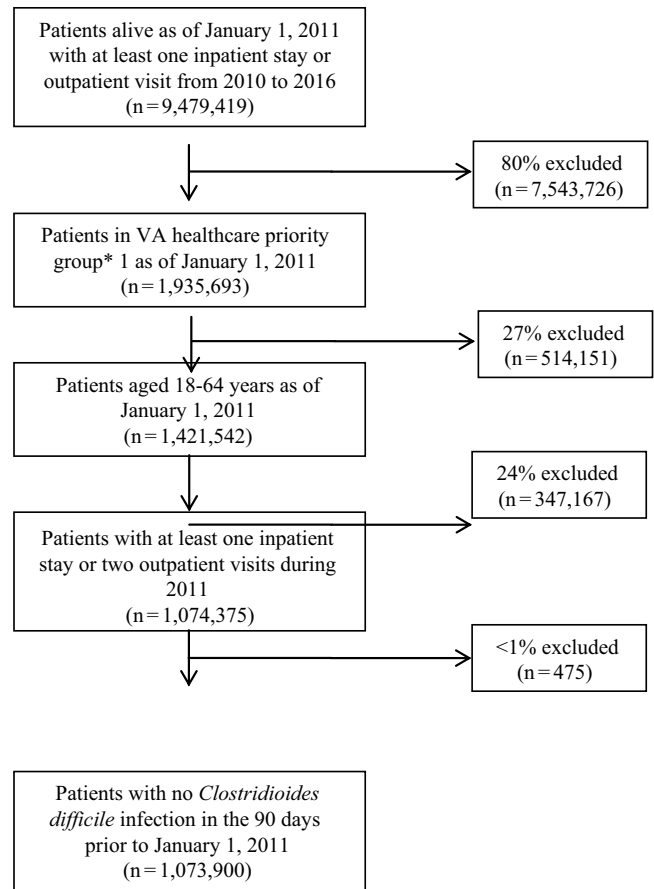 Patients alive as of January 1, 2011
with at least one inpatient stay or
outpatient visit from 2010 to 2016
(n=9,479,419)
80% excluded
(n=7,543,726)
Patients in VA healthcare priority
group* 1 as of January 1, 2011
(n=1,935,693)
27% excluded
(n=514,151)
Patients aged 18-64 years as of
January 1, 2011
(n=1,421,542)
24% excluded
(n=347,167)
Patients with at least one inpatient
stay or two outpatient visits during
2011
(n=1,074,375)
<1% excluded
(n=475)
Patients with no Clostridioides
difficile infection in the 90 days
prior to January 1, 2011
(n=1,073,900)